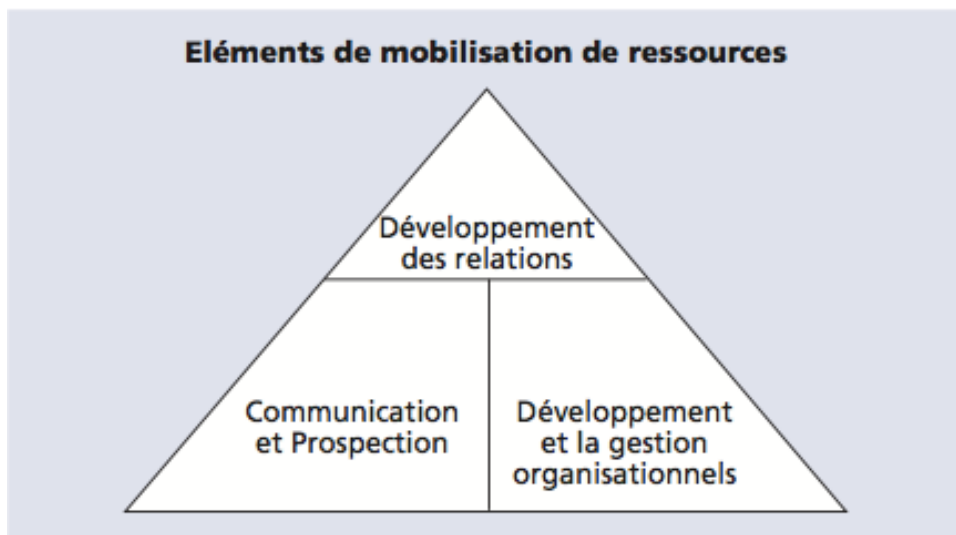 Eléments de mobilisation de ressources
Développement
des relations
Communication
et Prospection
Développement
et la gestion
organisationnels